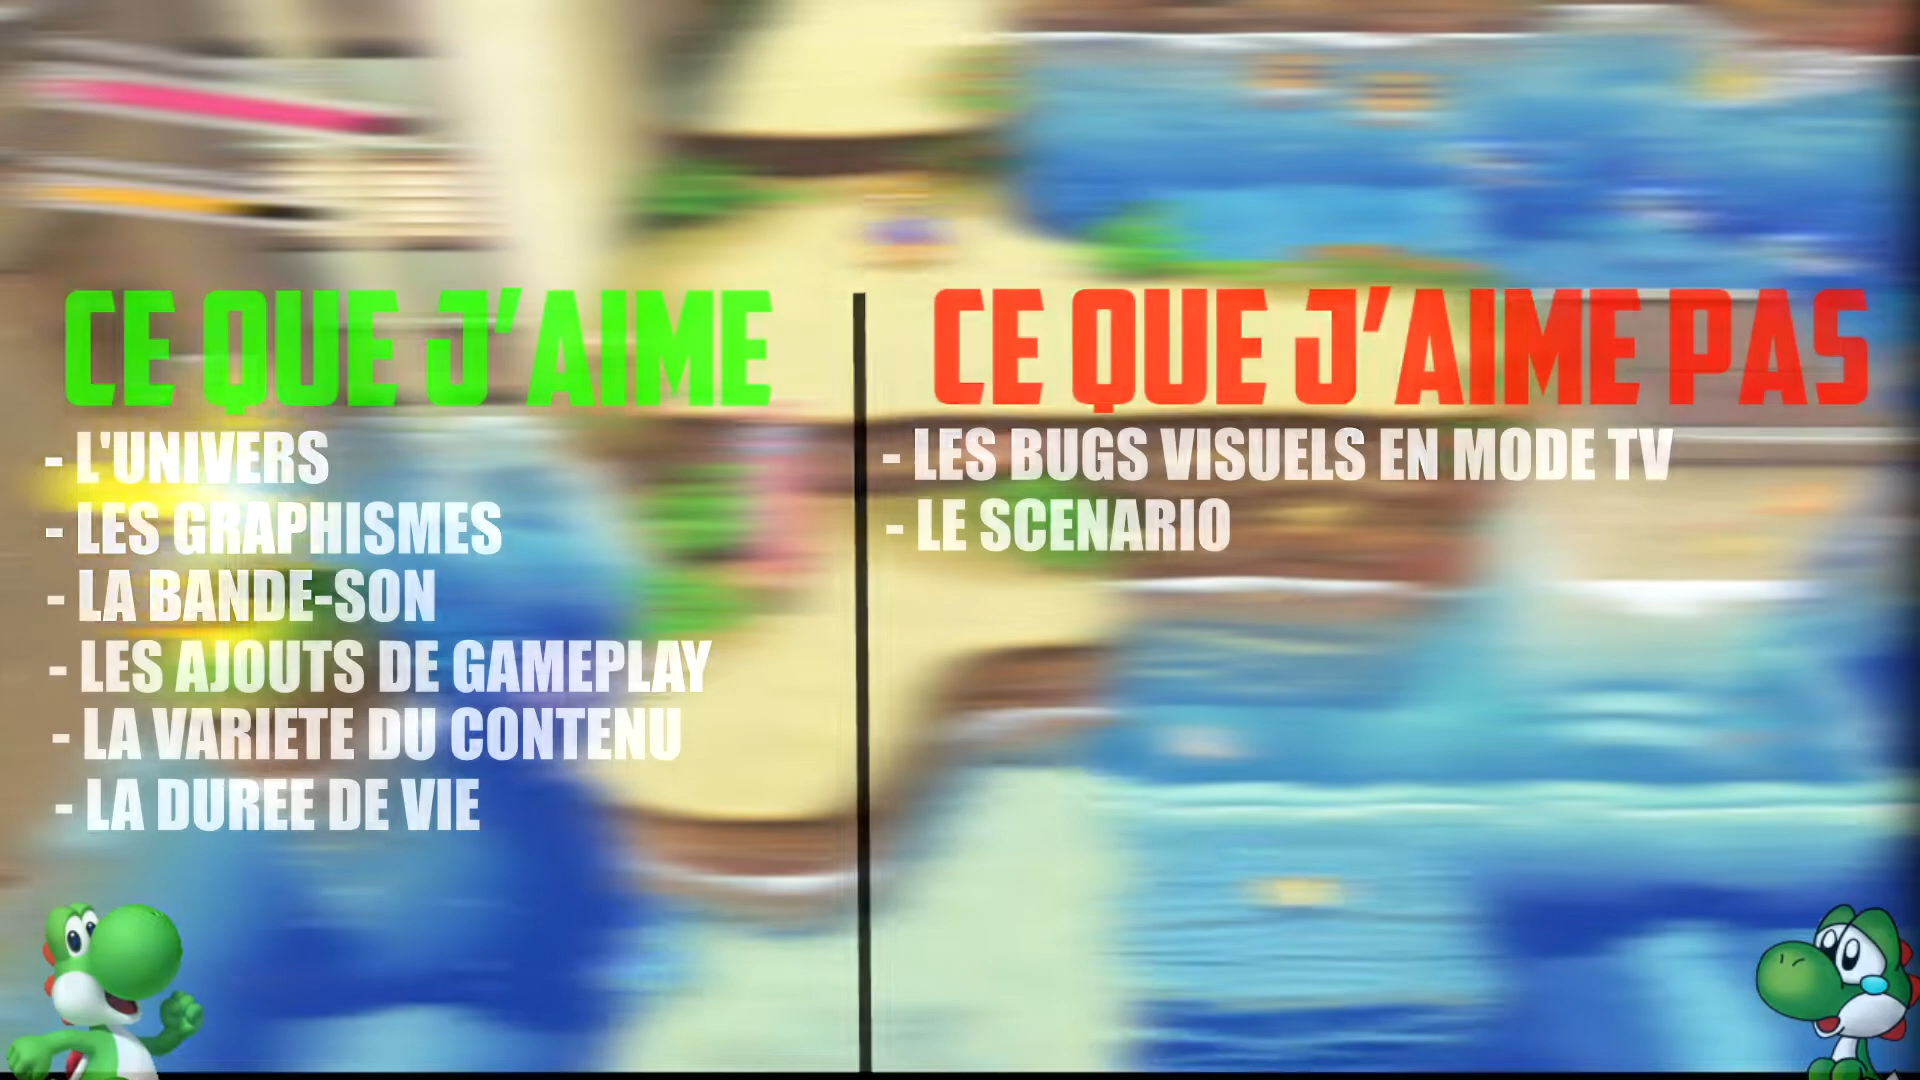 CE QUE J'AIME
- L'UNIVERS
- LES GRAPHISMES
- LA BANDE-SON
- LES AJOUTS DE GAMEPLAY
- LA VARIETE DU CONTENU
- LA DUREE DE VIE
CE QUE J'AIME PAS
- LES BUGS VISUELS EN MODE TV
- LE SCENARIO